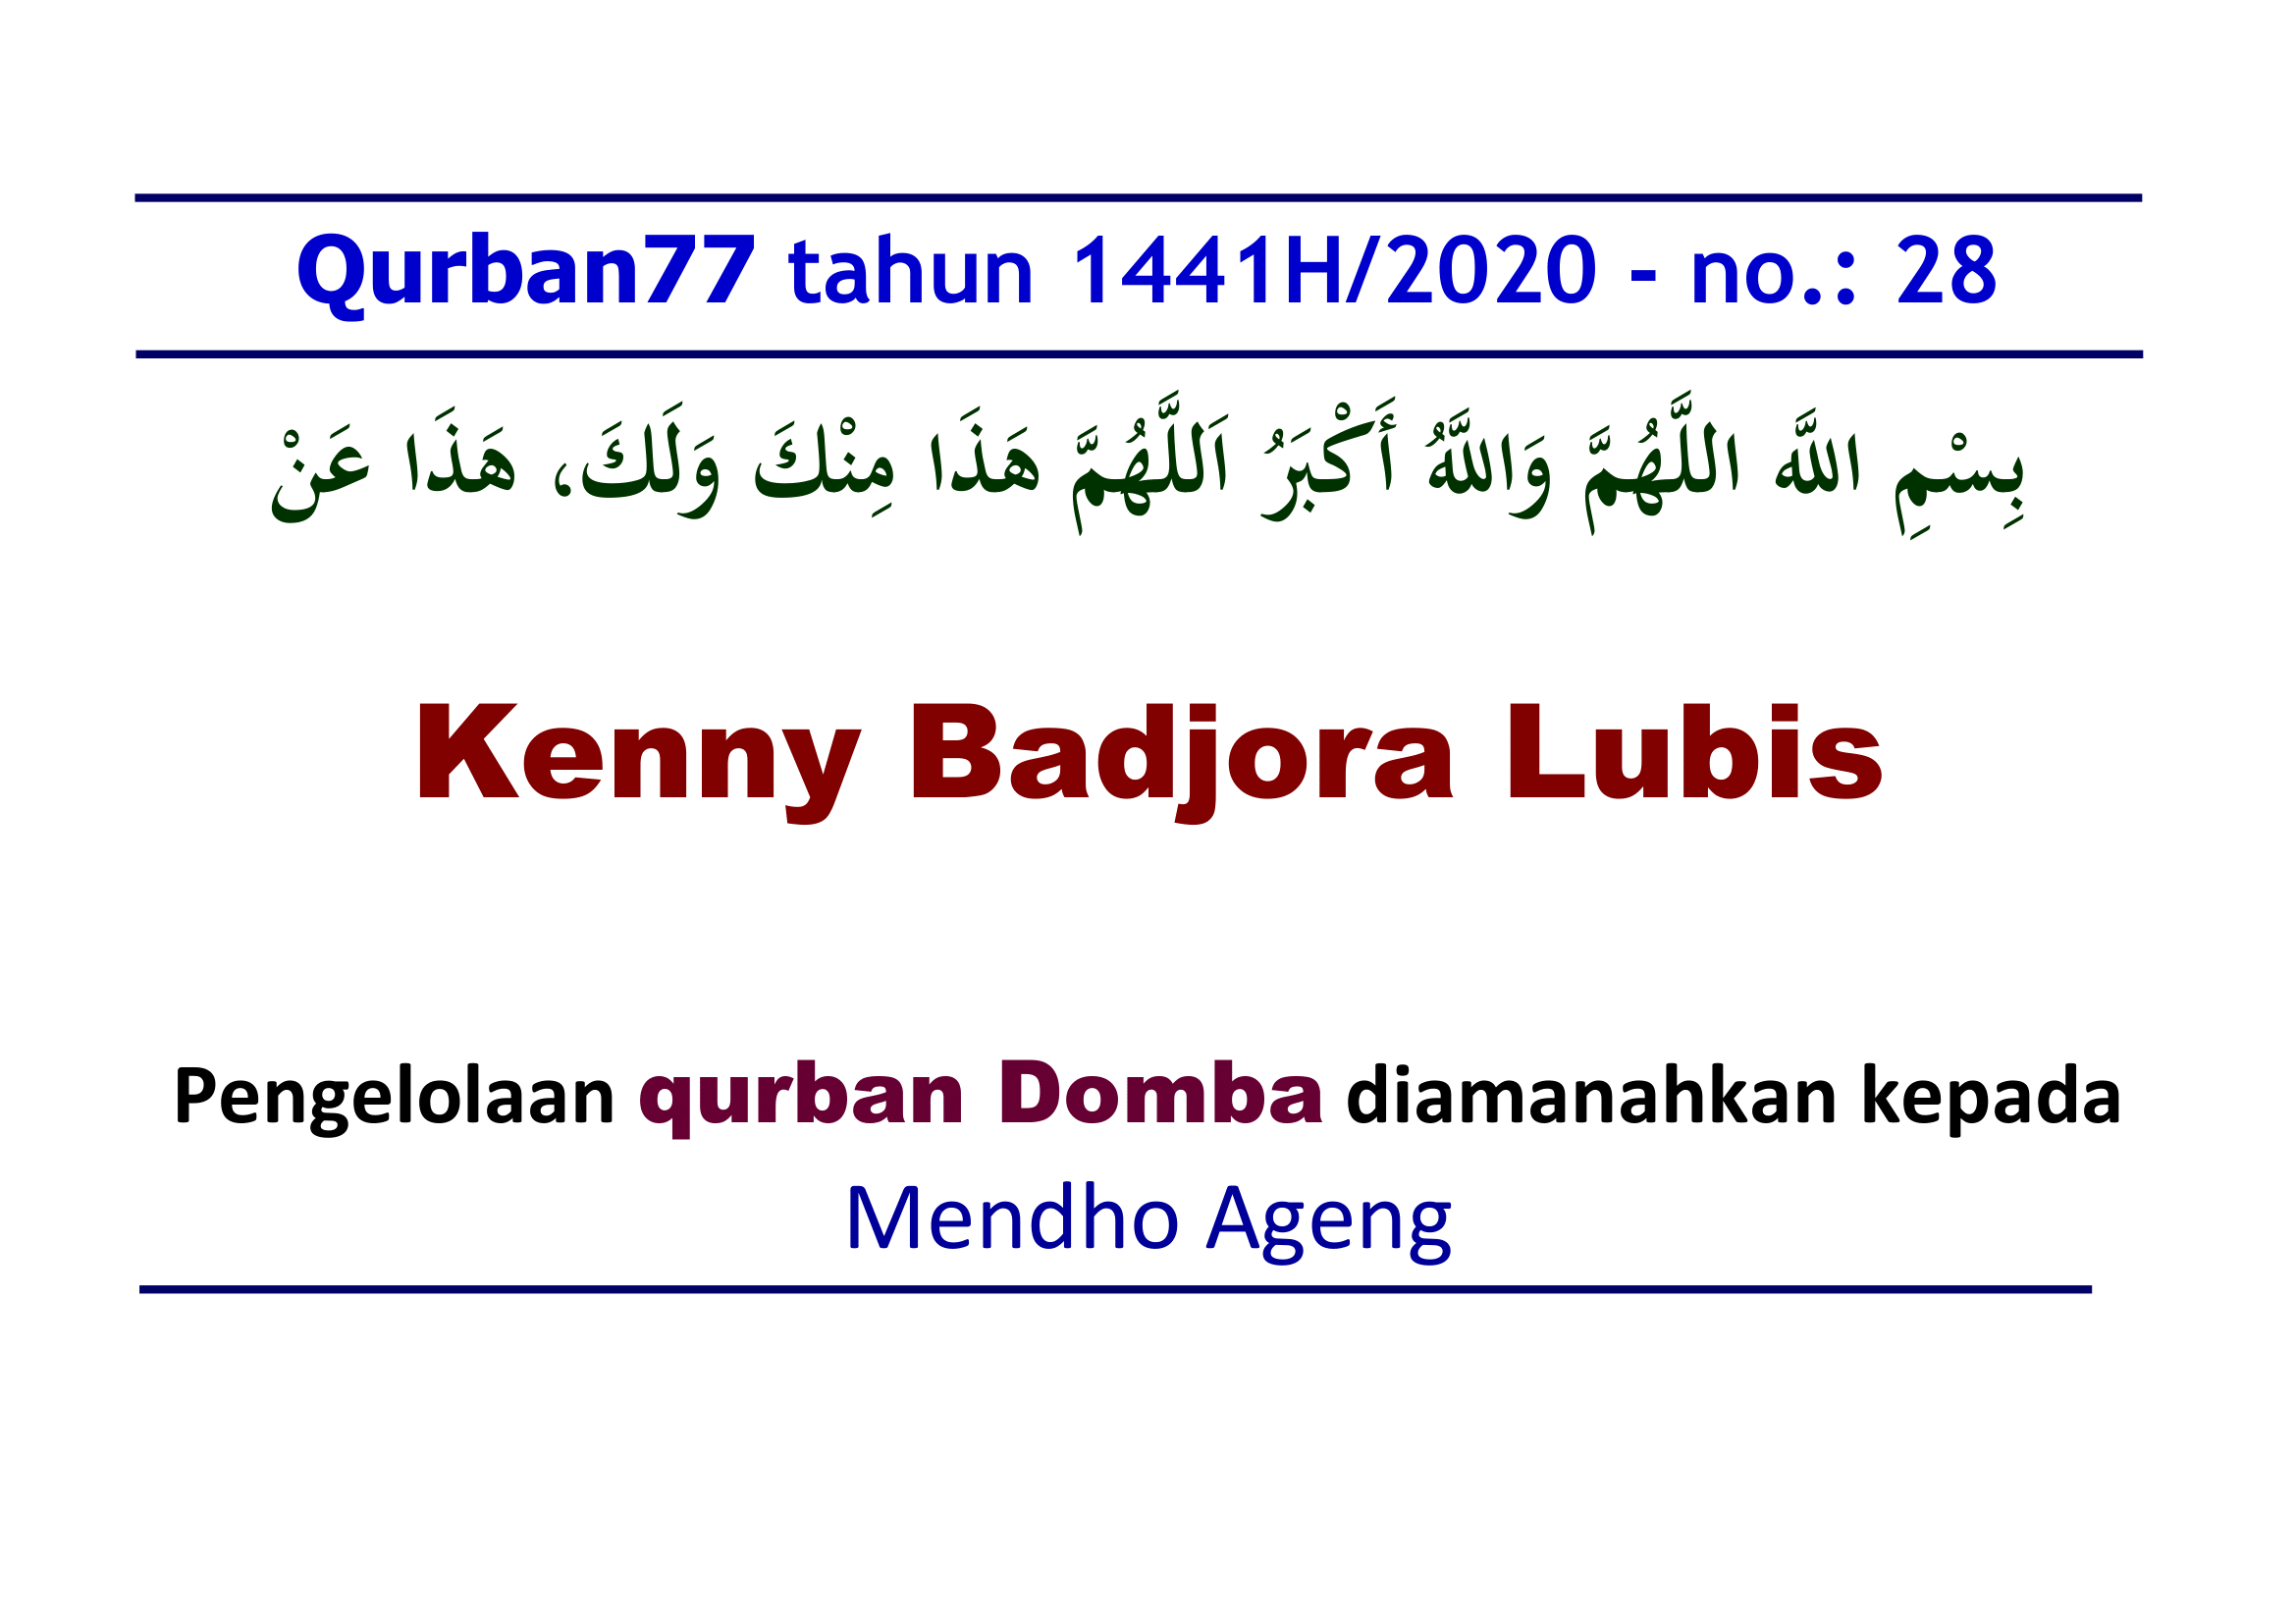 Qurban77 tahun 1441H/2020 - no.: 28
بِسْمِ اللَّه اَللَّهُمَّ وَاللَّهُ أَكْبَرُ اَللَّهُمَّ هَذَا مِنْكَ وَلَكَ، هَذَا عَنْ
Kenny Badjora Lubis
Pengelolaan qurban Domba diamanahkan kepada
Mendho Ageng